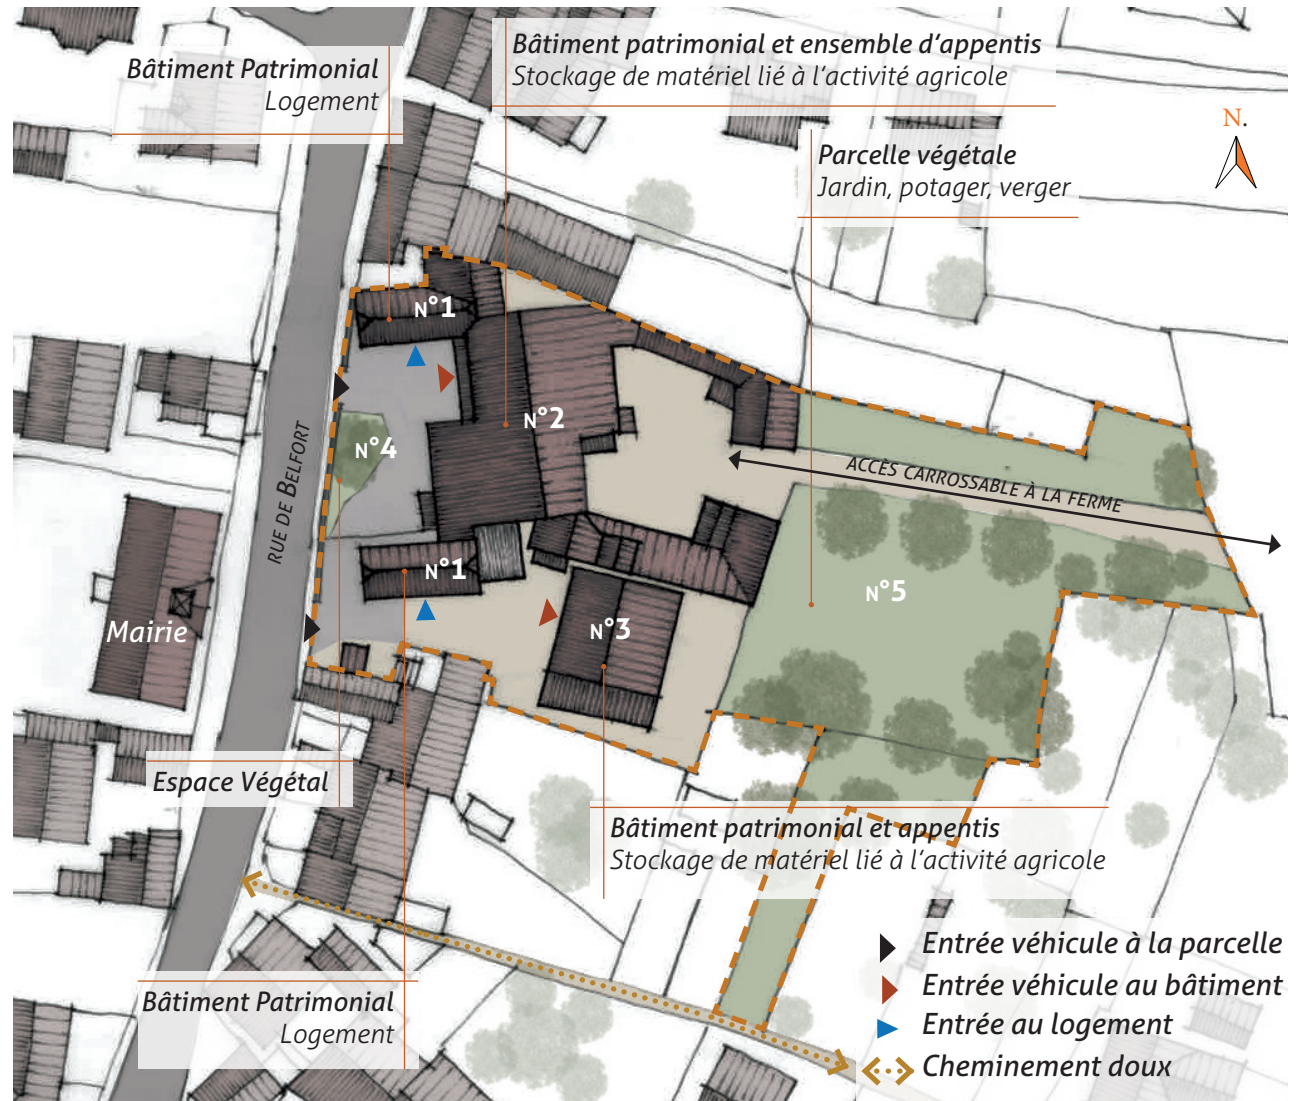 Bâtiment Patrimonial
Logement
Bâtiment patrimonial et ensemble d’appentis
Stockage de matériel lié à l’activité agricole
Parcelle végétale
Jardin, potager, verger
N.
N°1
N°2
N°4
RUE DE BELFORT
ACCÈS CARROSSABLE À LA FERME
N°1
N°5
N°3
Mairie
Espace Végétal
Bâtiment patrimonial et appentis
Stockage de matériel lié à l’activité agricole
Bâtiment Patrimonial
Logement
Entrée véhicule à la parcelle
Entrée véhicule au bâtiment
Entrée au logement
Cheminement doux